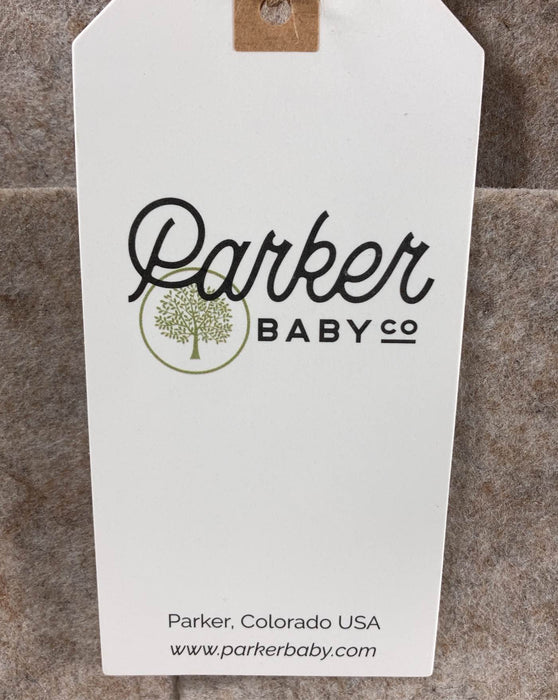 Parker
BABY CO
Parker, Colorado USA
www.parkerbaby.com